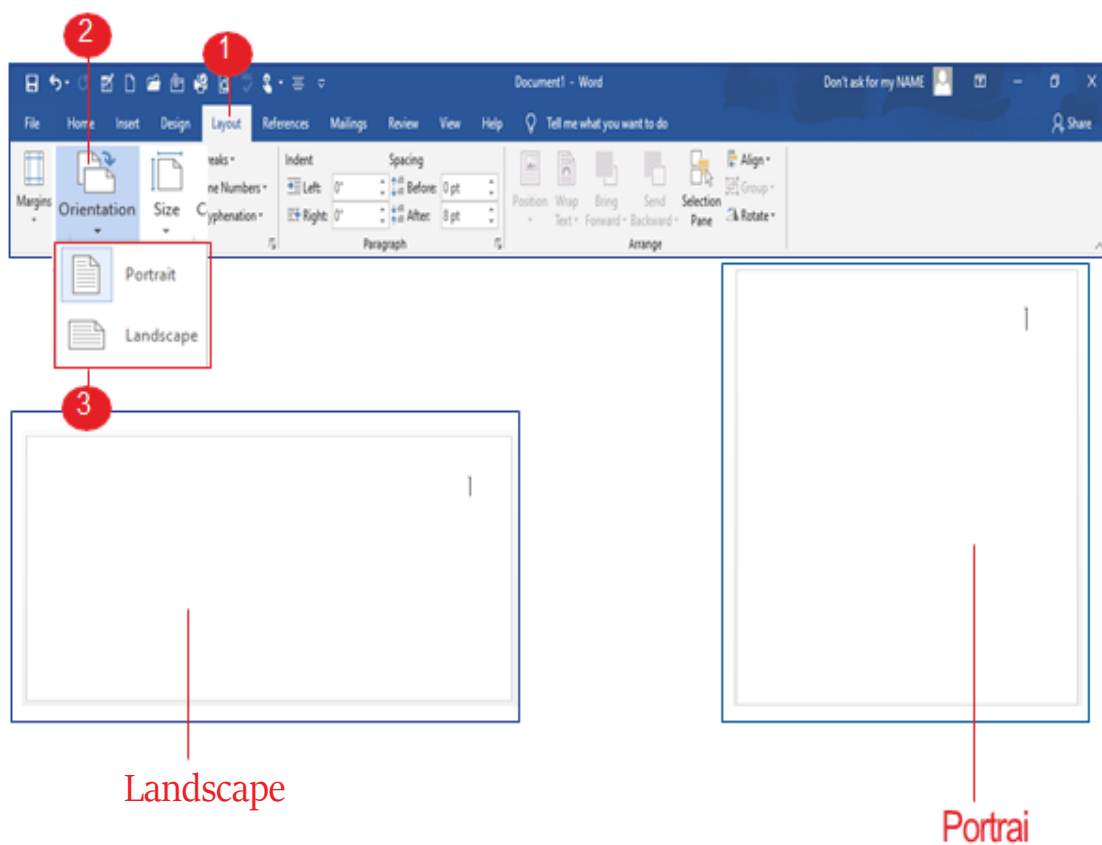 2
1
Document1 - Word
Don't ask for my NAME
File Home Insert Design Layout References Mailings Review View Help Tell me what you want to do Share
Margins
Orientation
Size
reaks
ne Numbers
C yphenation
Indent
Left: 0"
Right: 0"
Spacing
Before: 0 pt
After: 8 pt
Paragraph
Position
Wrap Text
Bring Forward
Send Backward
Selection Pane
Align
Group
Rotate
Arrange
Portrait
Landscape
3
Landscape
Portrai